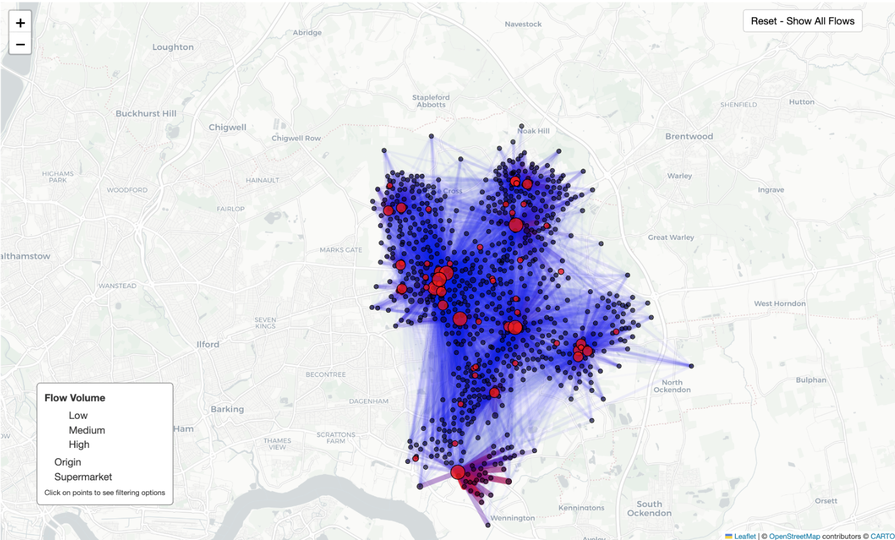 +
Reset - Show All Flows
−
Navestock
Abridge
Loughton
Stapleford
Abbotts
SHENFIELD
Hutton
Buckhurst Hill
Chigwell
Noak Hill
Chigwell Row
Brentwood
HIGHAMS
PARK
HAINAULT
Warley
WOODFORD
Ingrave
FAIRLOP
Great Warley
MARKS GATE
althamstow
WANSTEAD
West Horndon
SEVEN
KINGS
Ilford
BECONTREE
North
Ockendon
Bulphan
DAGENHAM
Flow Volume
Low
Medium
High
Origin
Supermarket
Click on points to see filtering options
Barking
Ham
THAMES
VIEW
SCRATTONS
FARM
Orsett
South
Ockendon
Kenningtons
Wennington
Leaflet | © OpenStreetMap contributors © CARTO